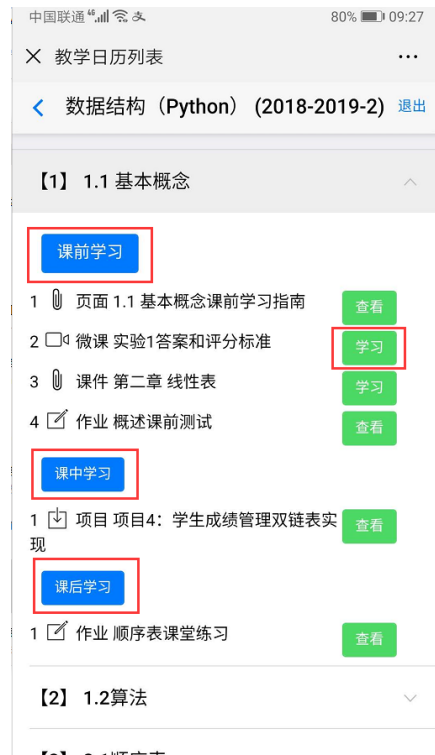 中国联通 46 支 80% 09:27
教学日历列表
数据结构（Python） (2018-2019-2) 退出
【1】 1.1 基本概念
课前学习
1 页面 1.1 基本概念课前学习指南 查看
2 微课 实验1答案和评分标准 学习
3 课件 第二章 线性表 学习
4 作业 概述课前测试 查看
课中学习
1 项目 项目4：学生成绩管理双链表实 查看
现
课后学习
1 作业 顺序表课堂练习 查看
【2】 1.2算法